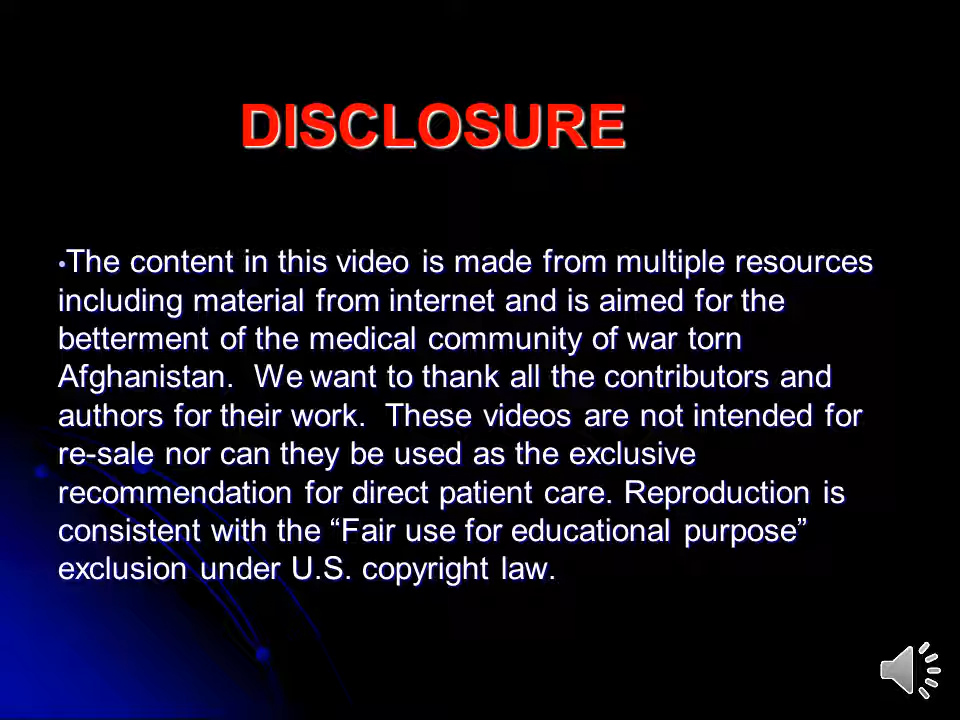 DISCLOSURE
•The content in this video is made from multiple resources
including material from internet and is aimed for the
betterment of the medical community of war torn
Afghanistan.  We want to thank all the contributors and
authors for their work.  These videos are not intended for
re-sale nor can they be used as the exclusive
recommendation for direct patient care. Reproduction is
consistent with the “Fair use for educational purpose”
exclusion under U.S. copyright law.